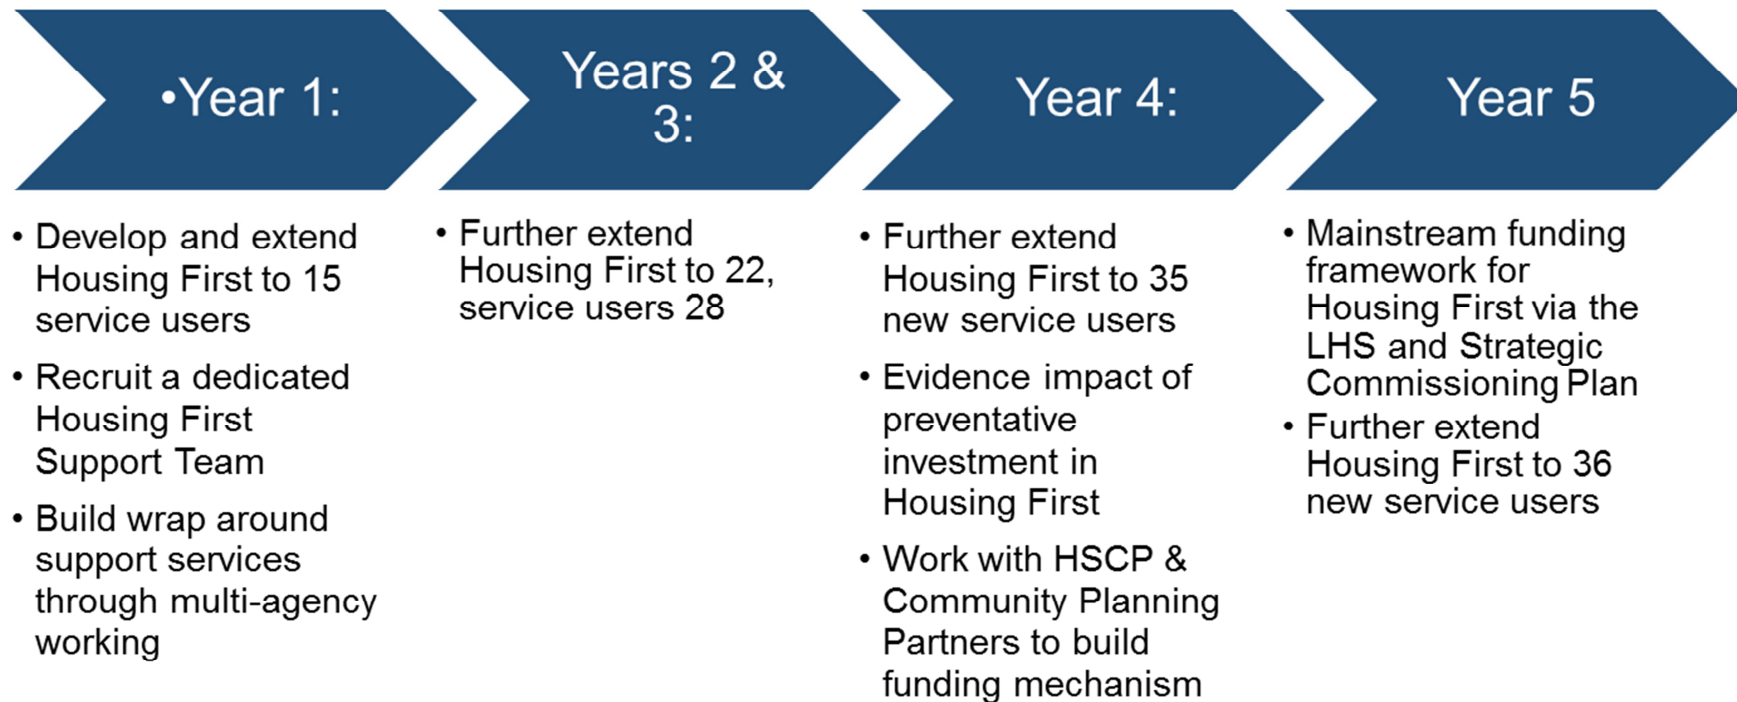 •Year 1:
• Develop and extend
Housing First to 15
service users
• Recruit a dedicated
Housing First
Support Team
• Build wrap around
support services
through multi-agency
working
Years 2 &
3:
• Further extend
Housing First to 22,
service users 28
Year 4:
• Further extend
Housing First to 35
new service users
• Evidence impact of
preventative
investment in
Housing First
• Work with HSCP &
Community Planning
Partners to build
funding mechanism
Year 5
• Mainstream funding
framework for
Housing First via the
LHS and Strategic
Commissioning Plan
• Further extend
Housing First to 36
new service users